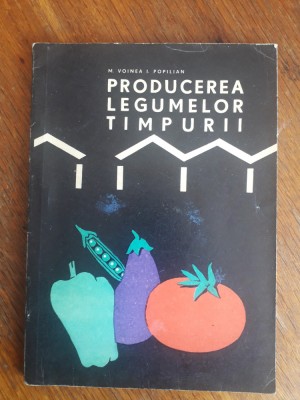 M VOINEA I. POPILIAN
PRODUCEREA
LEGUMELOR
TIMPURII